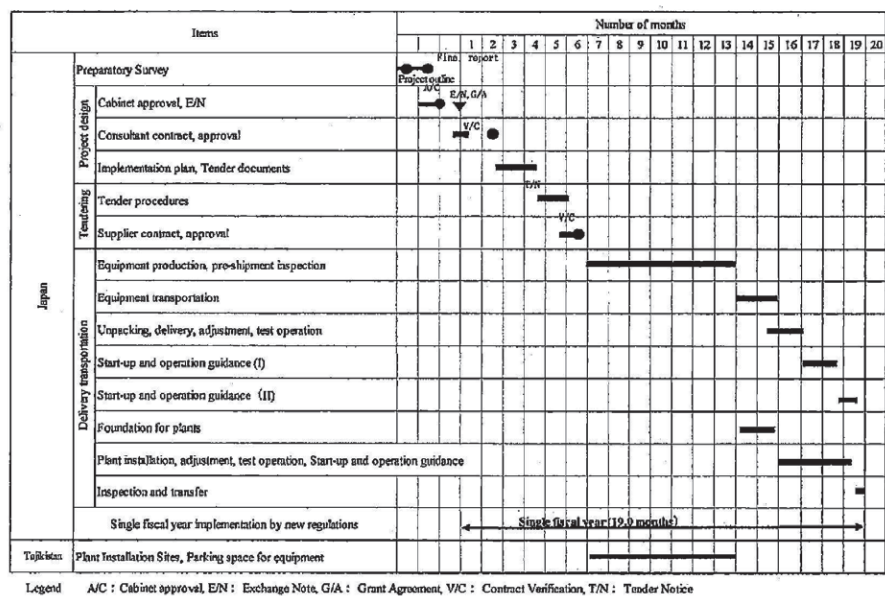 Items
Number of months
1 1 2 3 4 5 6 7 8 9 10 11 12 13 14 15 16 17 18 19 20
Japan
Preparatory Survey
Final report
Project outline
Project design
Cabinet approval, E/N
A/C
E/N, G/A
Consultant contract, approval
V/C
Implementation plan, Tender documents
Tendering
T/N
Tender procedures
Supplier contract, approval
V/C
Delivery transportation
Equipment production, pre-shipment inspection
Equipment transportation
Unpacking, delivery, adjustment, test operation
Start-up and operation guidance (I)
Start-up and operation guidance (II)
Foundation for plants
Plant installation, adjustment, test operation, Start-up and operation guidance
Inspection and transfer
Single fiscal year implementation by new regulations
Single fiscal year (19.0 months)
Tajikistan
Plant Installation Sites, Parking space for equipment
Legend A/C : Cabinet approval, E/N : Exchange Note, G/A : Grant Agreement, V/C : Contract Verification, T/N : Tender Notice